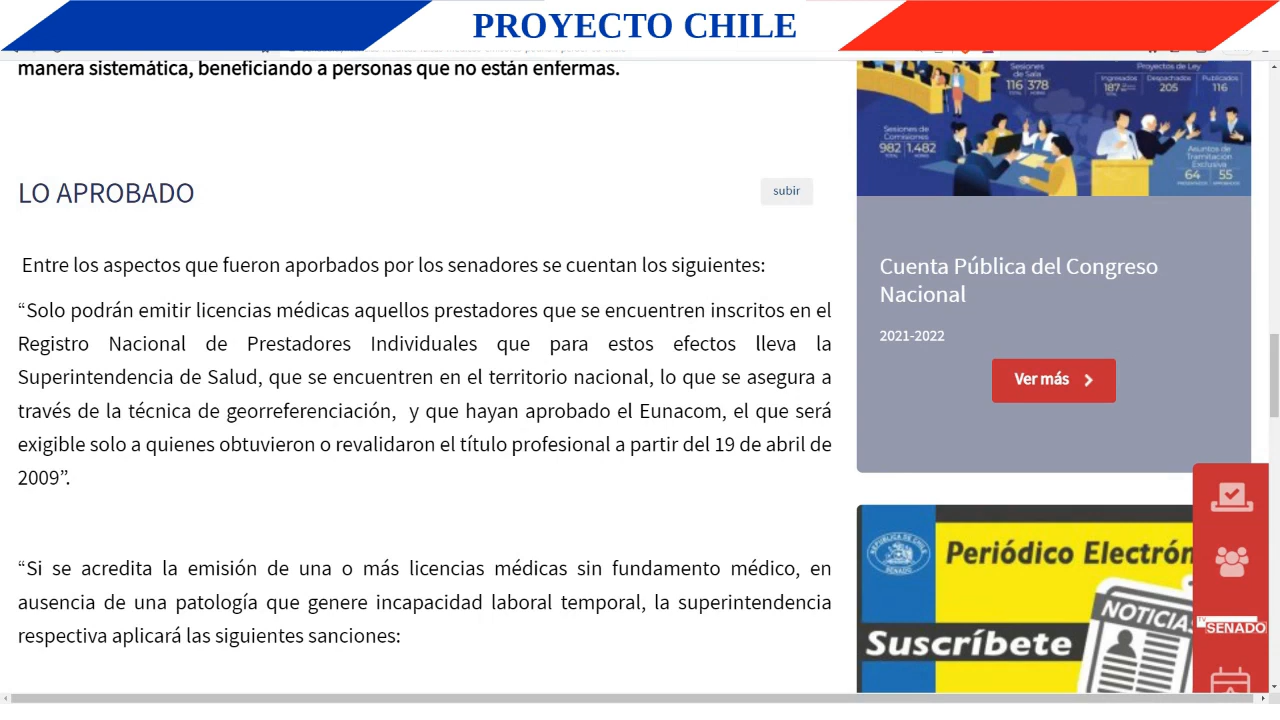 PROYECTO CHILE
manera sistemática, beneficiando a personas que no están enfermas.
LO APROBADO
subir
Entre los aspectos que fueron aporbados por los senadores se cuentan los siguientes:
“Solo podrán emitir licencias médicas aquellos prestadores que se encuentren inscritos en el
Registro Nacional de Prestadores Individuales que para estos efectos lleva la
Superintendencia de Salud, que se encuentren en el territorio nacional, lo que se asegura a
través de la técnica de georreferenciación, y que hayan aprobado el Eunacom, el que será
exigible solo a quienes obtuvieron o revalidaron el título profesional a partir del 19 de abril de
2009”.
“Si se acredita la emisión de una o más licencias médicas sin fundamento médico, en
ausencia de una patología que genere incapacidad laboral temporal, la superintendencia
respectiva aplicará las siguientes sanciones:
Sesiones
de Sala
116 378
Proyectos de Ley
Ingresados Despachados Publicados
187 205 116
Sesiones de
Comisiones
982 1.482
Asuntos de
Tramitación
Exclusiva
64 55
Cuenta Pública del Congreso
Nacional
2021-2022
Ver más
REPÚBLICA DE CHILE
SENADO
Periódico Electrón
NOTICIAS
Suscríbete
TV
SENADO